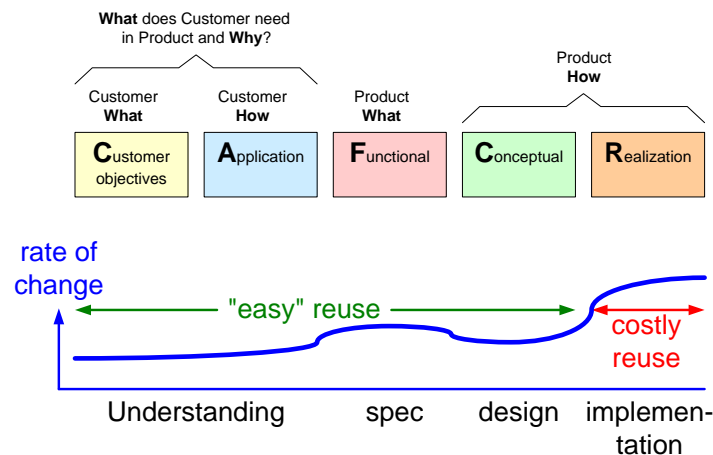 What does Customer need
in Product and Why?
Product
How
Customer
What
Customer
How
Product
What
Customer
objectives
Application
Functional
Conceptual
Realization
rate of
change
"easy" reuse
costly
reuse
Understanding
spec
design
implemen-
tation